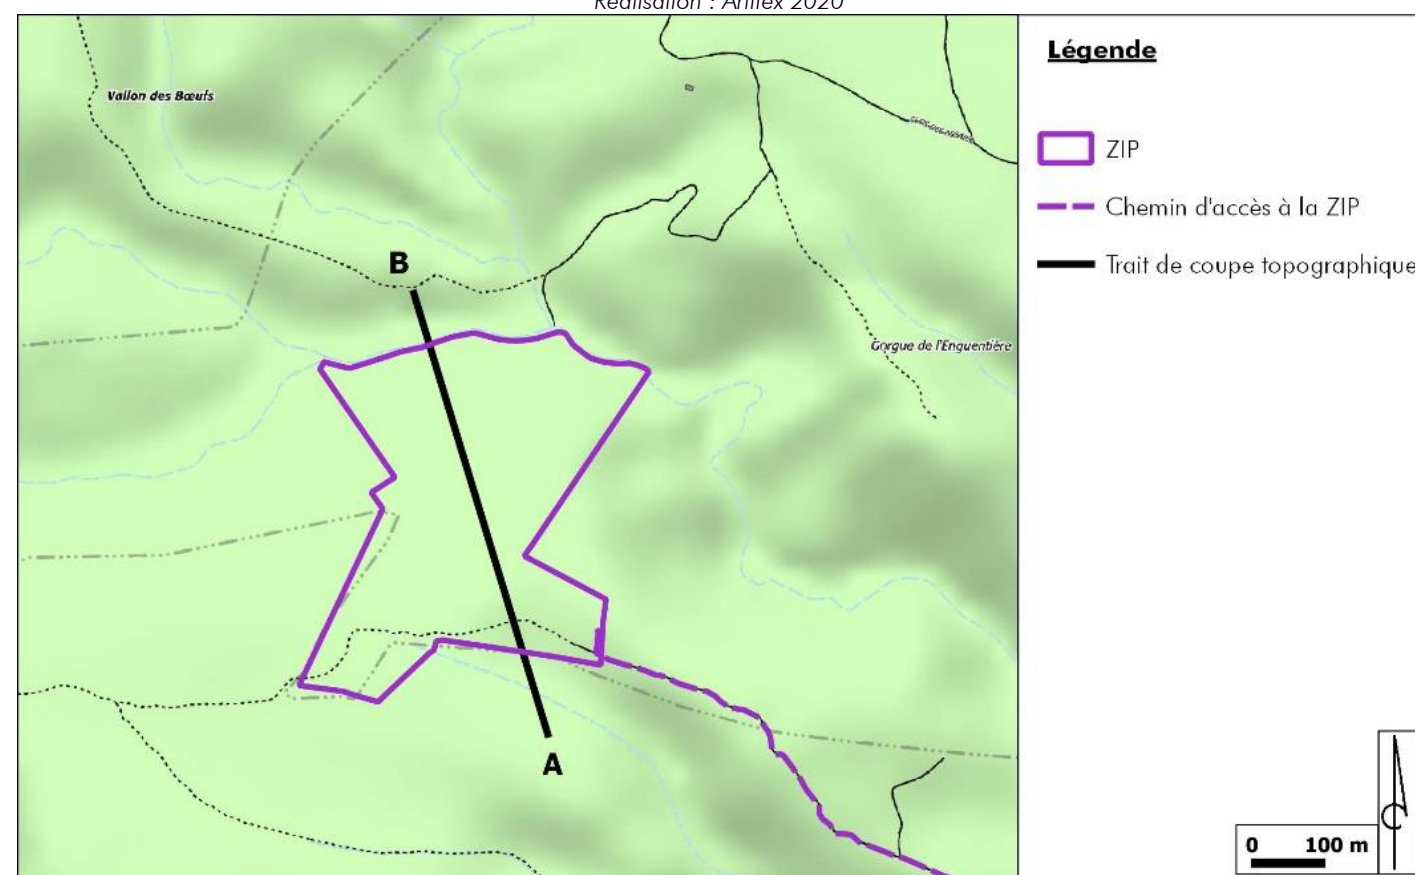 Réalisation : Artifex 2020
Légende
Vallon des Bœufs
ZIP
Chemin d'accès à la ZIP
B
Trait de coupe topographique
Gorgue de l'Enguentière
A
0 100 m